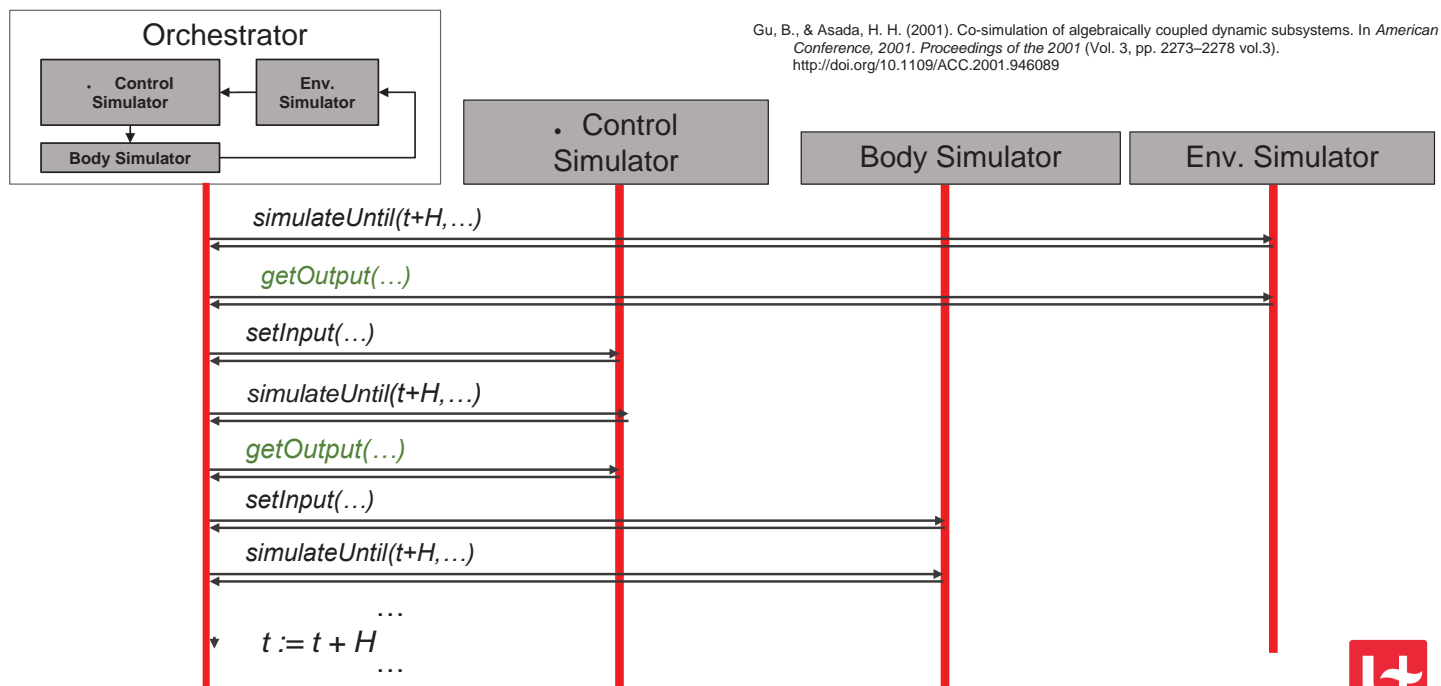 Orchestrator
. Control
Simulator
Env.
Simulator
Body Simulator
Gu, B., & Asada, H. H. (2001). Co-simulation of algebraically coupled dynamic subsystems. In American
Conference, 2001. Proceedings of the 2001 (Vol. 3, pp. 2273–2278 vol.3).
http://doi.org/10.1109/ACC.2001.946089
. Control
Simulator
Body Simulator
Env. Simulator
simulateUntil(t+H,…)
getOutput(…)
setInput(…)
simulateUntil(t+H,…)
getOutput(…)
setInput(…)
simulateUntil(t+H,…)
…
t := t + H
…